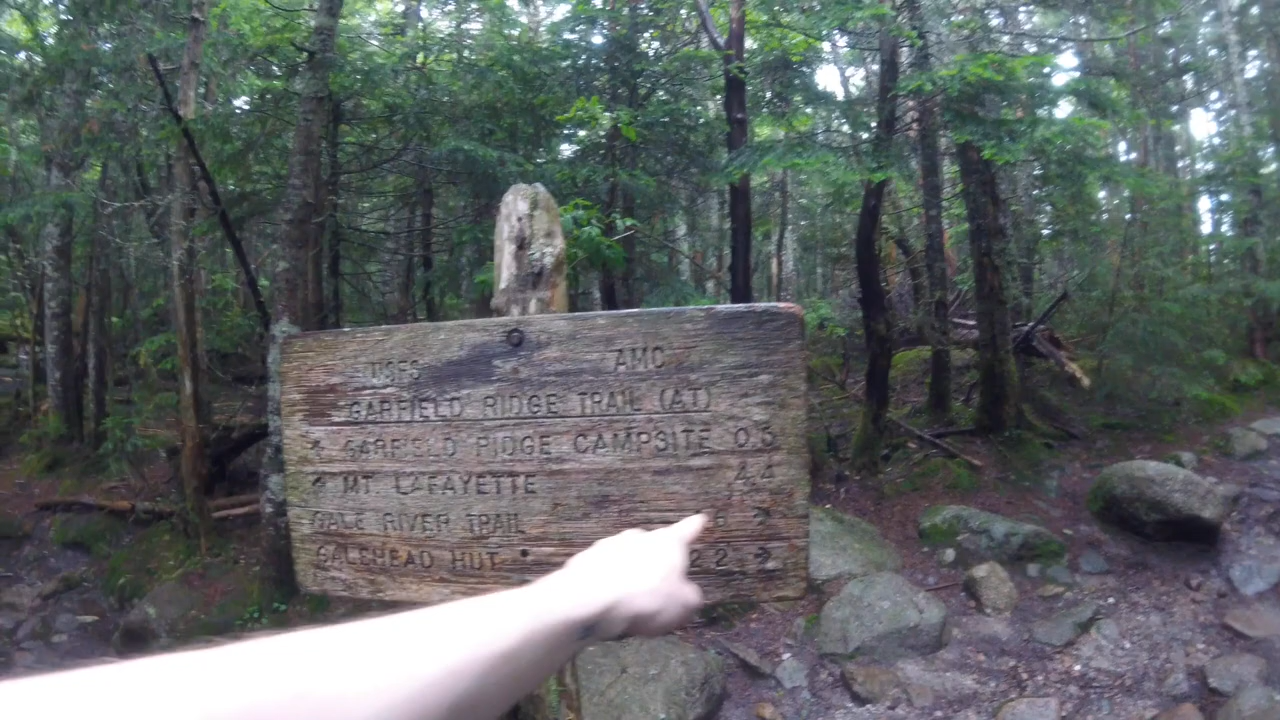 USFS AMC
GARFIELD RIDGE TRAIL (AT)
GARFIELD RIDGE CAMPSITE 0.5
MT LAFAYETTE 4.4
GALE RIVER TRAIL 6
GALEHEAD HUT 2.2